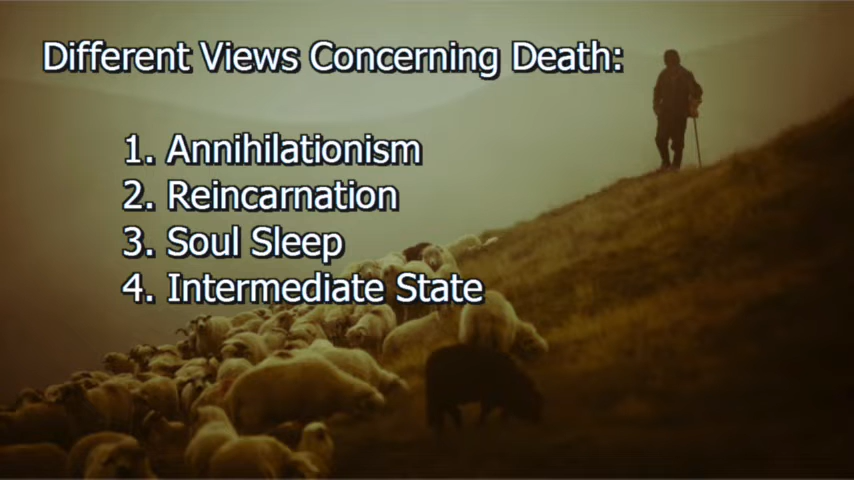 Different Views Concerning Death:
1. Annihilationism
2. Reincarnation
3. Soul Sleep
4. Intermediate State